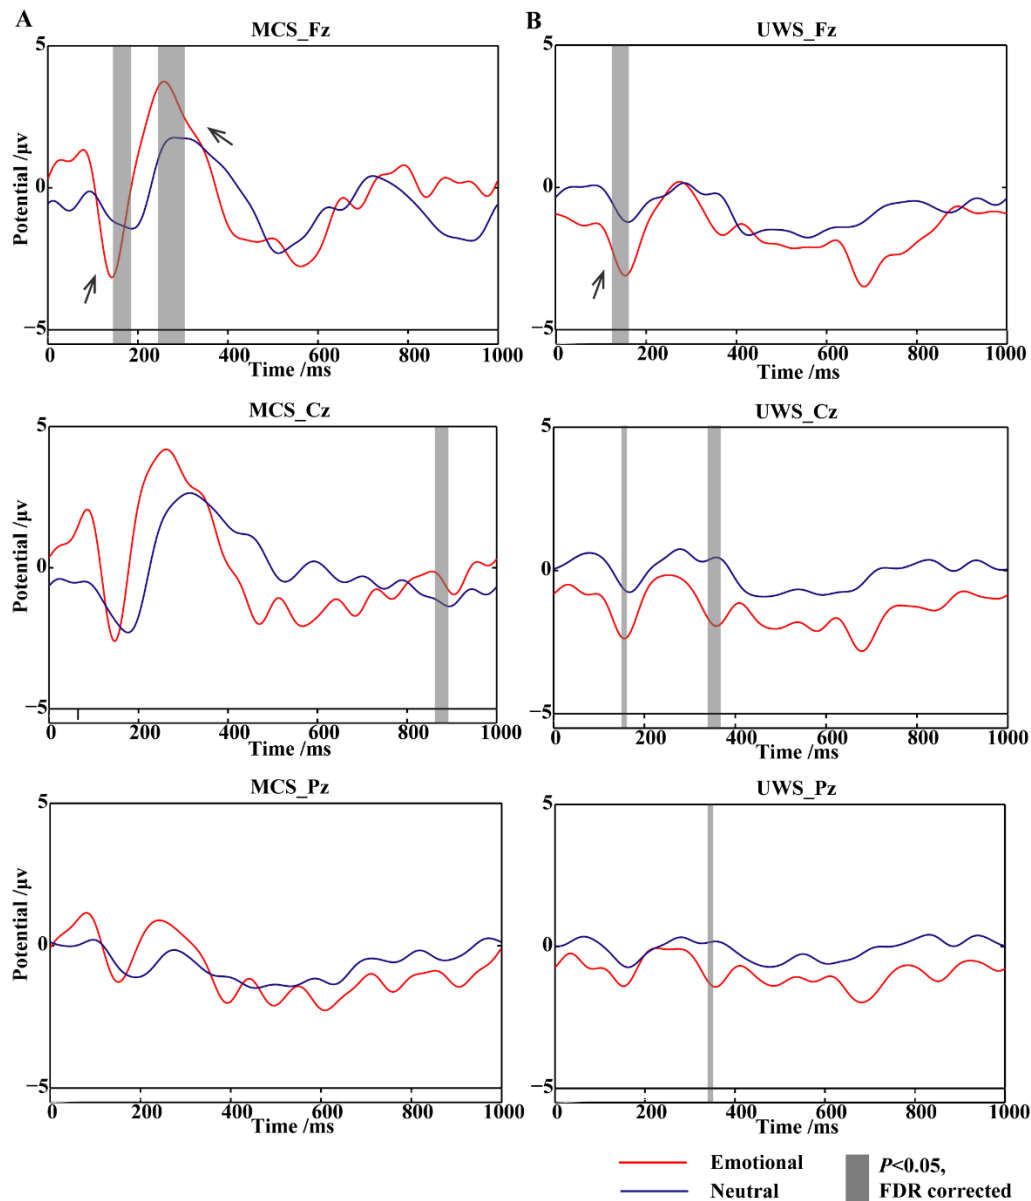 A
MCS_Fz
5
0
−5
Potential /μv
0 200 400 600 800 1000
Time /ms
B
UWS_Fz
5
0
−5
0 200 400 600 800 1000
Time /ms
MCS_Cz
5
0
−5
Potential /μv
0 200 400 600 800 1000
Time /ms
UWS_Cz
5
0
−5
0 200 400 600 800 1000
Time /ms
MCS_Pz
5
0
−5
Potential /μv
0 200 400 600 800 1000
Time /ms
UWS_Pz
5
0
−5
0 200 400 600 800 1000
Time /ms
Emotional
Neutral
P<0.05,
FDR corrected